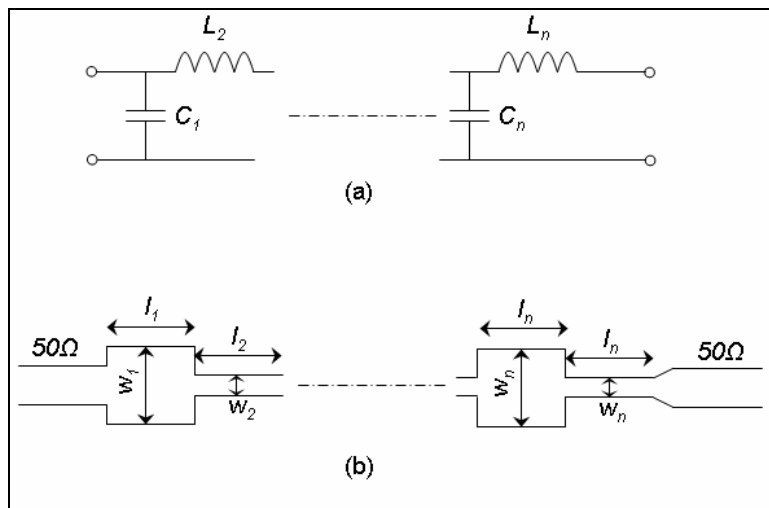 L₂ Lₙ
C₁ Cₙ
(a)
l₁ lₙ
50Ω l₂ lₙ 50Ω
w₁ w₂ wₙ wₙ
(b)